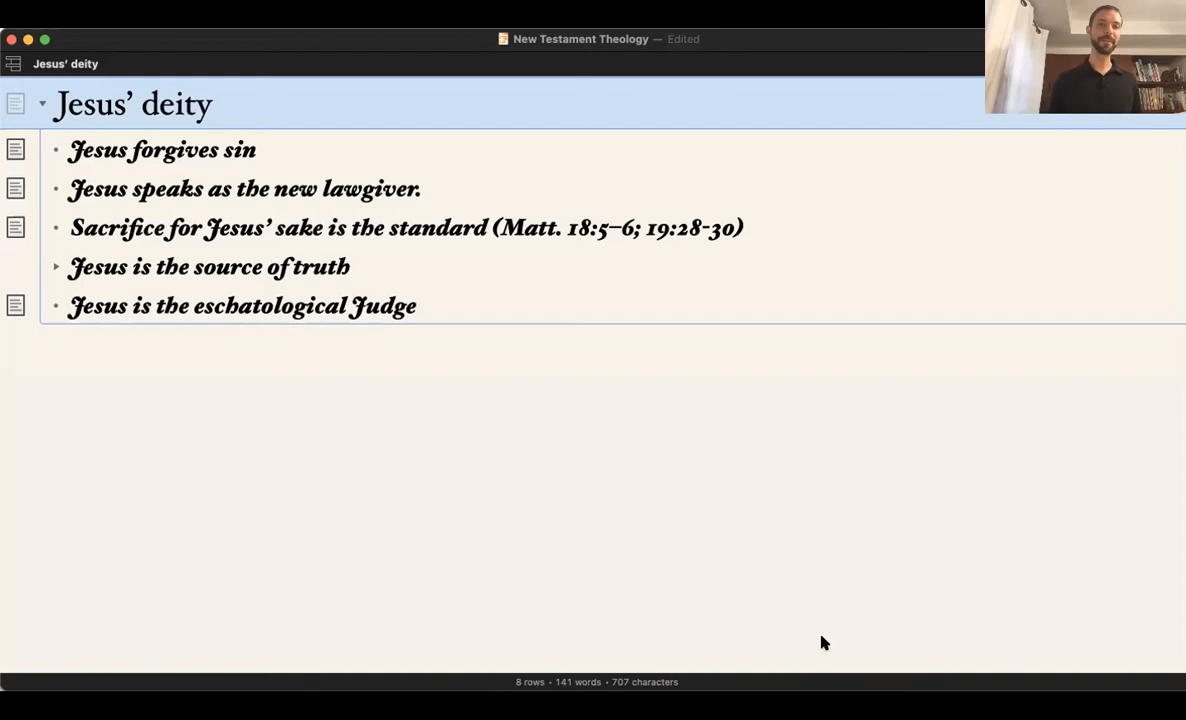 New Testament Theology — Edited
Jesus’ deity
Jesus’ deity
Jesus forgives sin
Jesus speaks as the new lawgiver.
Sacrifice for Jesus’ sake is the standard (Matt. 18:5–6; 19:28-30)
Jesus is the source of truth
Jesus is the eschatological Judge
8 rows • 141 words • 707 characters